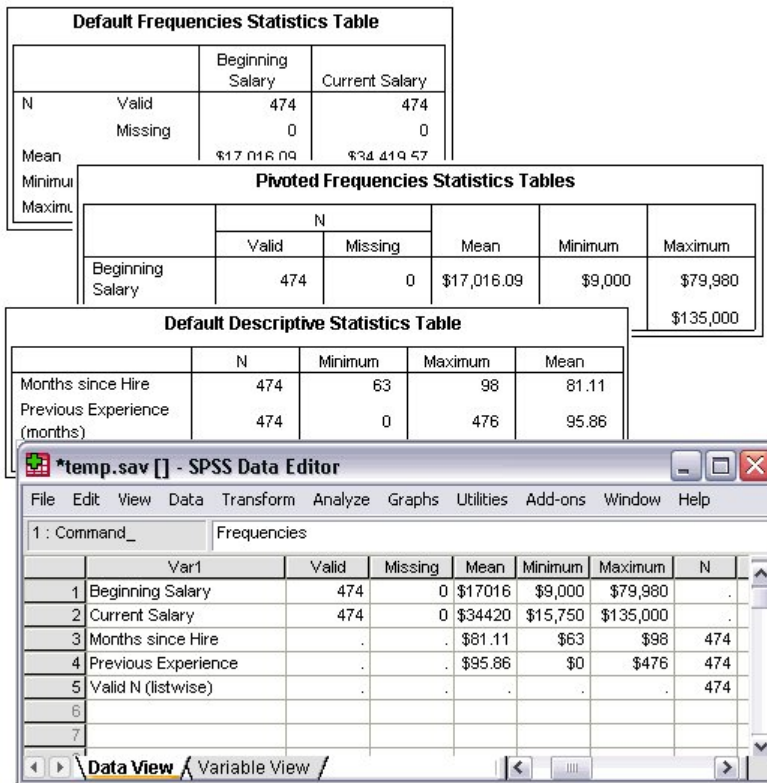 Default Frequencies Statistics Table
Beginning
Salary Current Salary
N Valid 474 474
Missing 0 0
Mean $17,016.09 $34,419.57
Pivoted Frequencies Statistics Tables
N
Valid Missing Mean Minimum Maximum
Beginning
Salary 474 0 $17,016.09 $9,000 $79,980
$135,000
Default Descriptive Statistics Table
N Minimum Maximum Mean
Months since Hire 474 63 98 81.11
Previous Experience
(months) 474 0 476 95.86
*temp.sav [] - SPSS Data Editor
File Edit View Data Transform Analyze Graphs Utilities Add-ons Window Help
1 : Command_ Frequencies
Var1 Valid Missing Mean Minimum Maximum N
1 Beginning Salary 474 0 $17016 $9,000 $79,980 .
2 Current Salary 474 0 $34420 $15,750 $135,000 .
3 Months since Hire . . $81.11 $63 $98 474
4 Previous Experience . . $95.86 $0 $476 474
5 Valid N (listwise) . . . . . 474
6
7
Data View Variable View